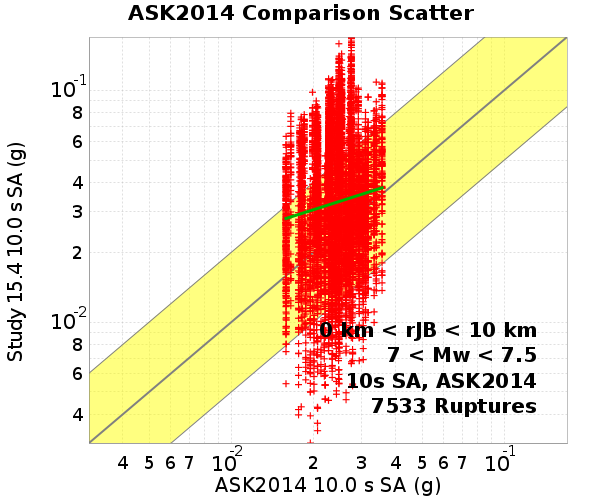 ASK2014 Comparison Scatter
Study 15.4 10.0 s SA (g)
10-1
8
6
4
3
2
10-2
8
6
4
0 km < rJB < 10 km
7 < Mw < 7.5
10s SA, ASK2014
7533 Ruptures
4 5 6 7 10-2 2 3 4 5 6 7 10-1
ASK2014 10.0 s SA (g)